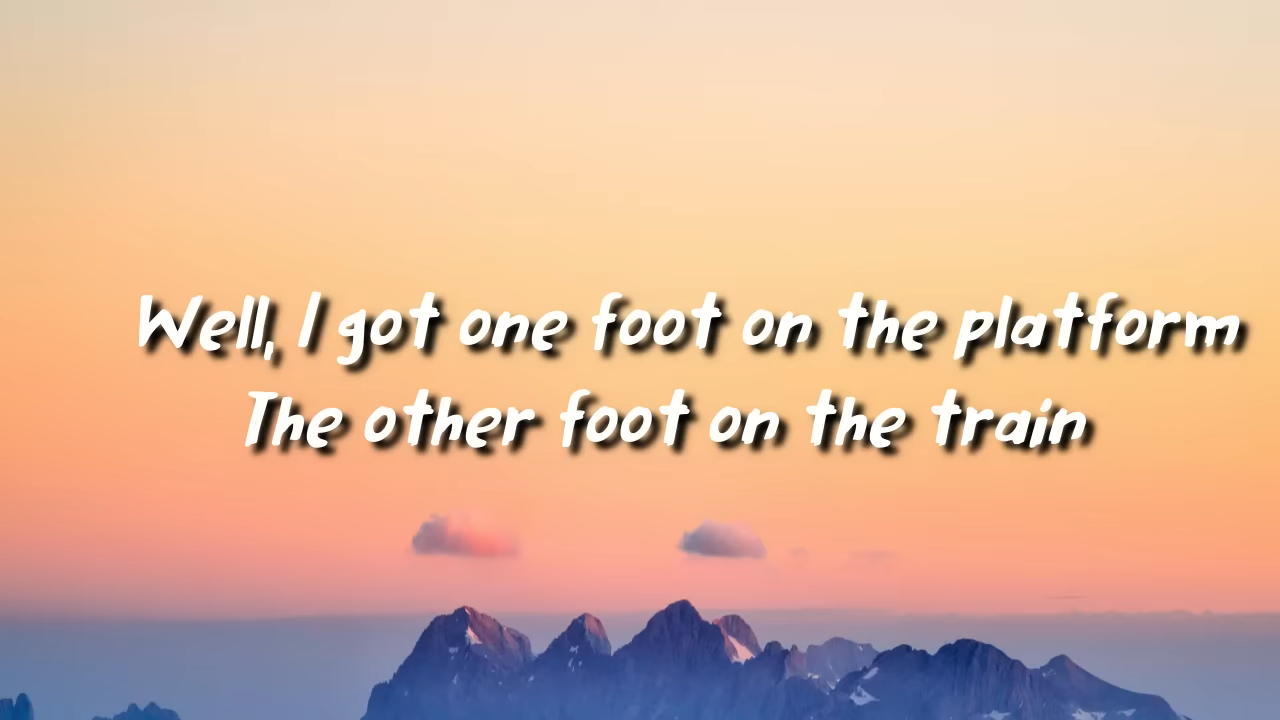 Well, I got one foot on the platform
The other foot on the train